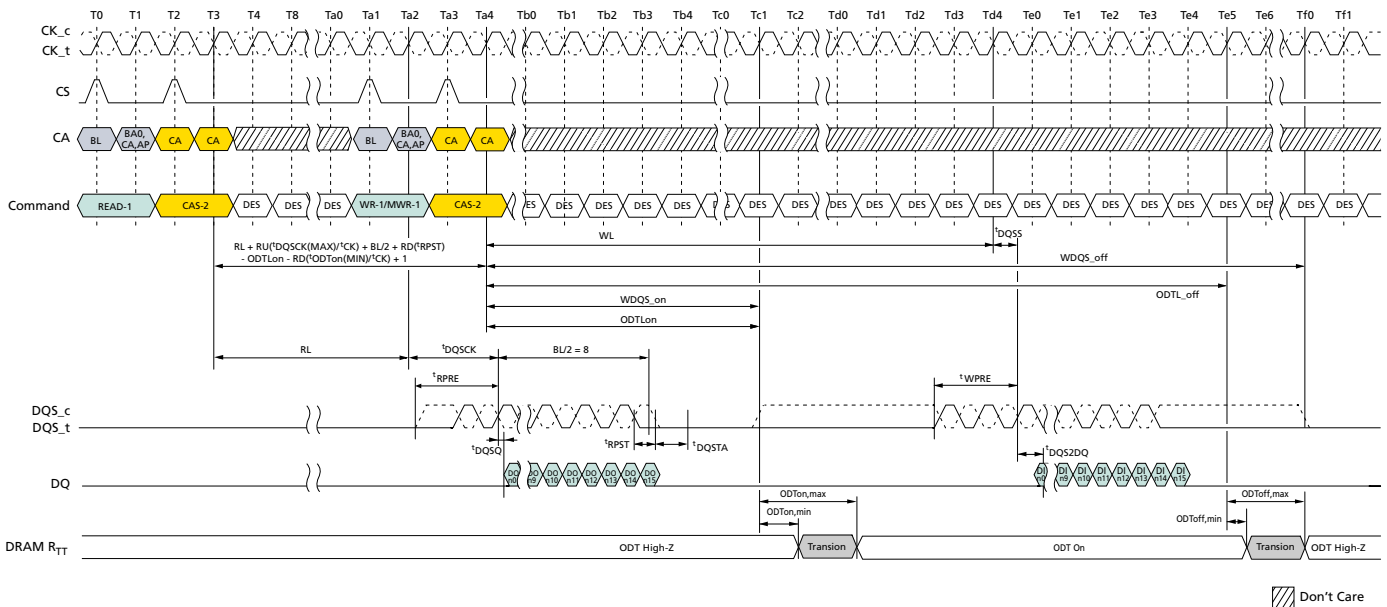 T0 T1 T2 T3 T4 T8 Ta0 Ta1 Ta2 Ta3 Ta4 Tb0 Tb1 Tb2 Tb3 Tb4 Tc0 Tc1 Tc2 Td0 Td1 Td2 Td3 Td4 Te0 Te1 Te2 Te3 Te4 Te5 Te6 Tf0 Tf1
CK_c
CK_t
CS
CA
BL
BA0,
CA,AP
CA
CA
BL
BA0,
CA,AP
CA
CA
Command
READ-1 CAS-2 DES DES DES WR-1/MWR-1 CAS-2 DES DES DES DES DES DES DES DES DES DES DES DES DES DES DES DES DES DES DES DES DES DES
RL + RU(tDQSCK(MAX)/tCK) + BL/2 + RD(tRPST)
- ODTLon - RD(tODTon(MIN)/tCK) + 1
WL
tDQSS
WDQS_off
ODTL_off
WDQS_on
ODTLon
RL
tDQSCK
BL/2 = 8
tRPRE
tWPRE
DQS_c
DQS_t
tDQSQ
tRPST
tDQSTA
tDQS2DQ
DQ
DO
n0
DO
n9
DO
n10
DO
n11
DO
n12
DO
n13
DO
n14
DO
n15
DI
n0
DI
n9
DI
n10
DI
n11
DI
n12
DI
n13
DI
n14
DI
n15
ODTon,max
ODTon,min
ODToff,max
ODToff,min
DRAM RTT
ODT High-Z
Transion
ODT On
Transion
ODT High-Z
Don't Care